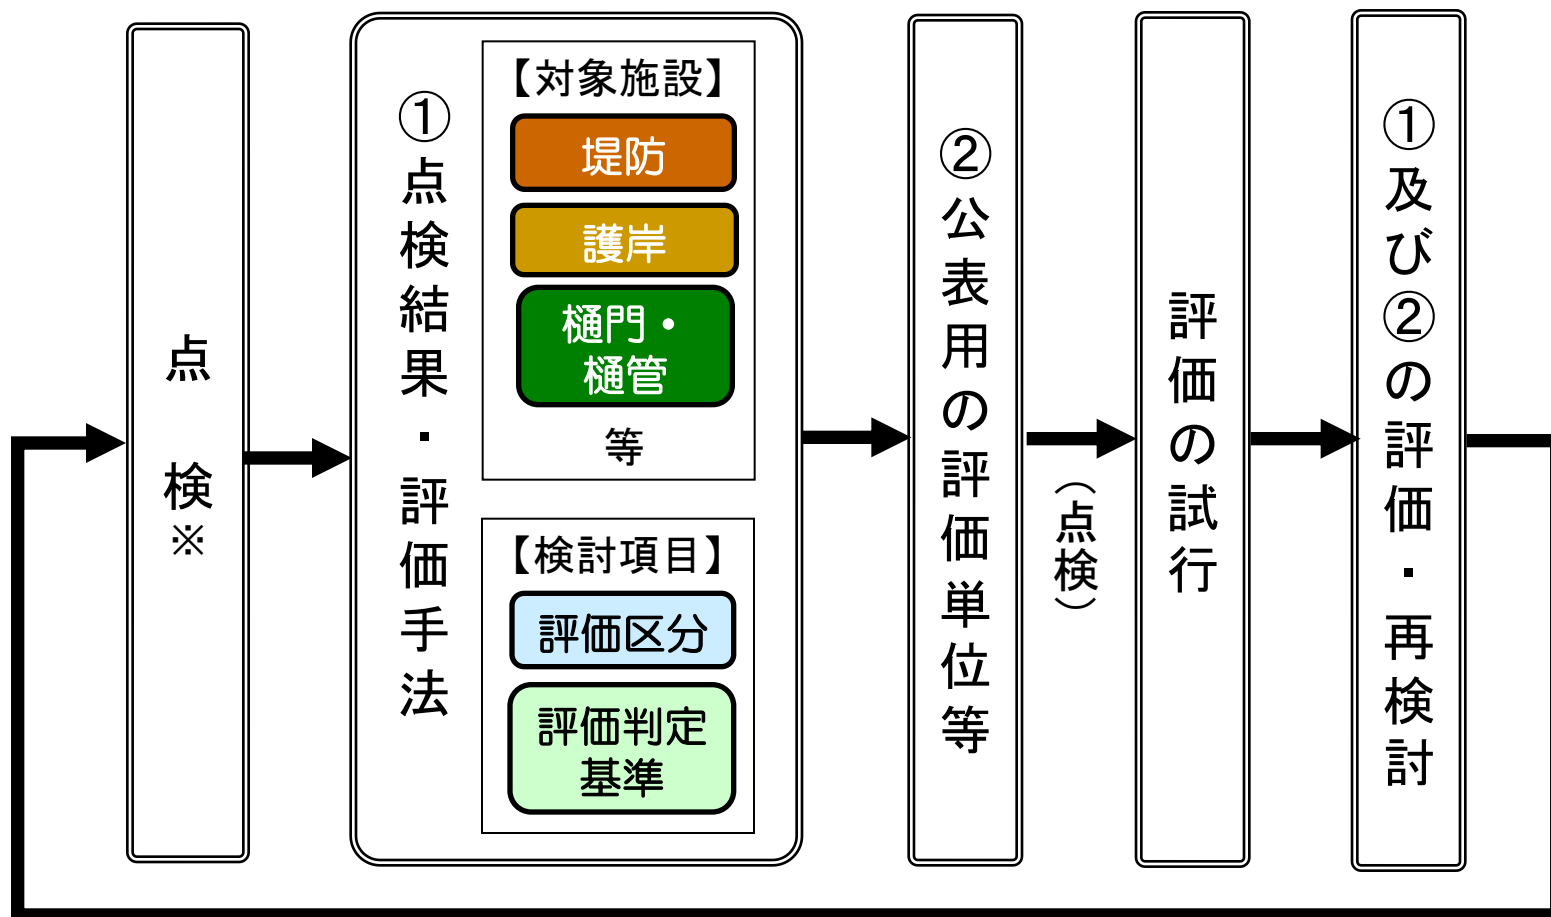 点検※
①点検結果・評価手法
【対象施設】
堤防
護岸
樋門・
樋管
等
【検討項目】
評価区分
評価判定
基準
②公表用の評価単位等
（点検）
評価の試行
①及び②の評価・再検討